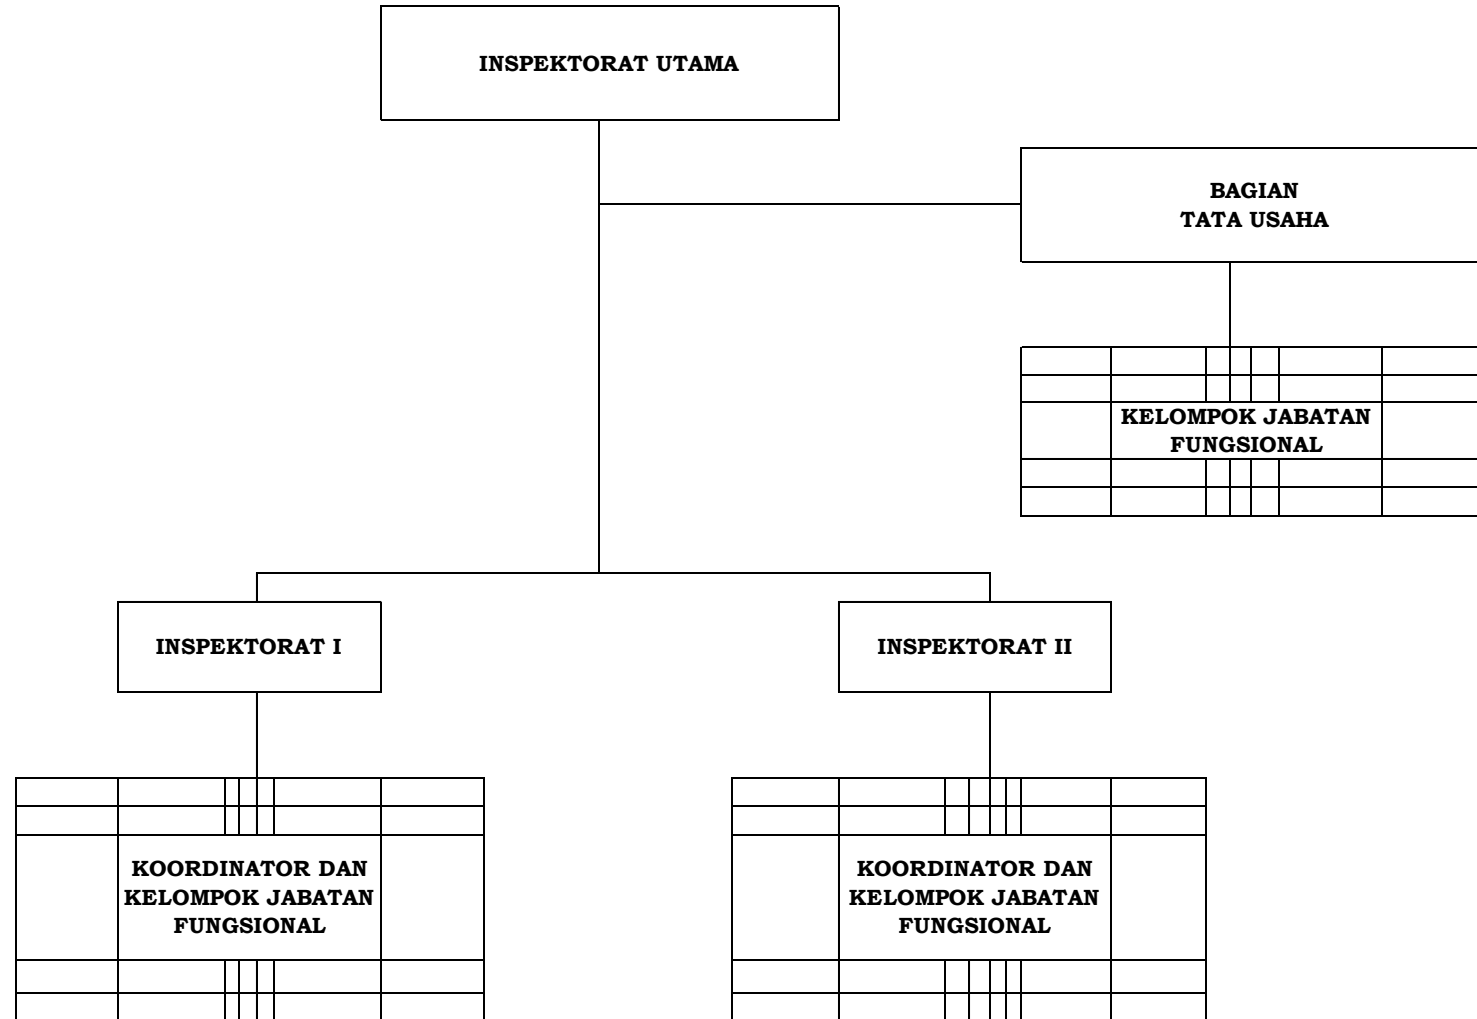 INSPEKTORAT UTAMA
BAGIAN
TATA USAHA
KELOMPOK JABATAN
FUNGSIONAL
INSPEKTORAT I
INSPEKTORAT II
KOORDINATOR DAN
KELOMPOK JABATAN
FUNGSIONAL
KOORDINATOR DAN
KELOMPOK JABATAN
FUNGSIONAL